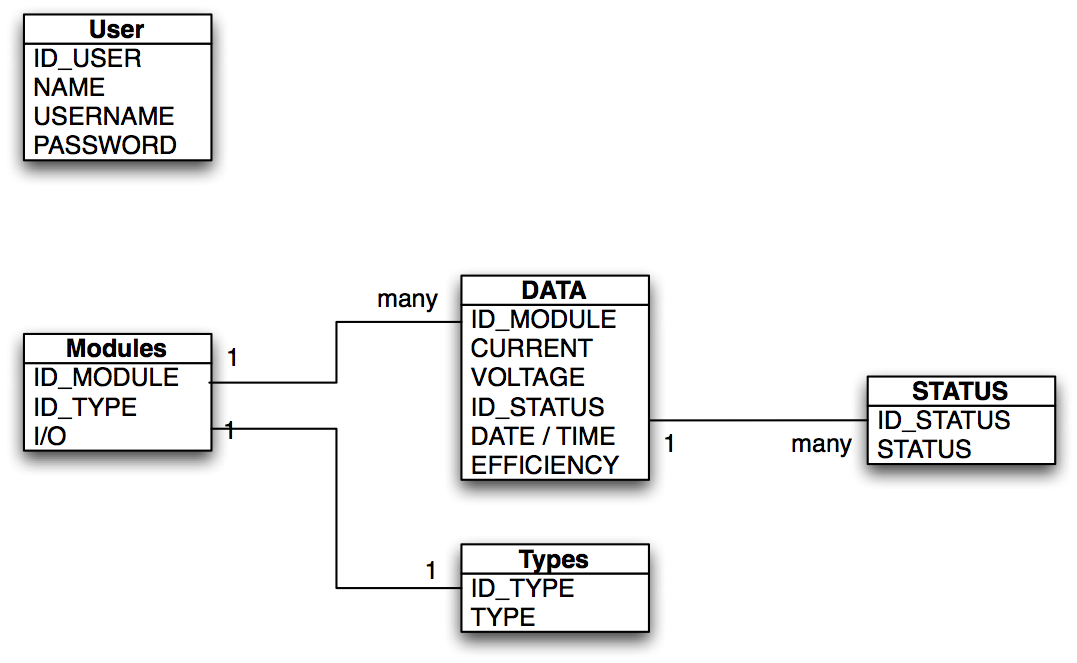 User
ID_USER
NAME
USERNAME
PASSWORD
many
DATA
ID_MODULE
CURRENT
VOLTAGE
ID_STATUS
DATE / TIME
EFFICIENCY
Modules
ID_MODULE
ID_TYPE
I/O
1
1
1
many
STATUS
ID_STATUS
STATUS
1
Types
ID_TYPE
TYPE